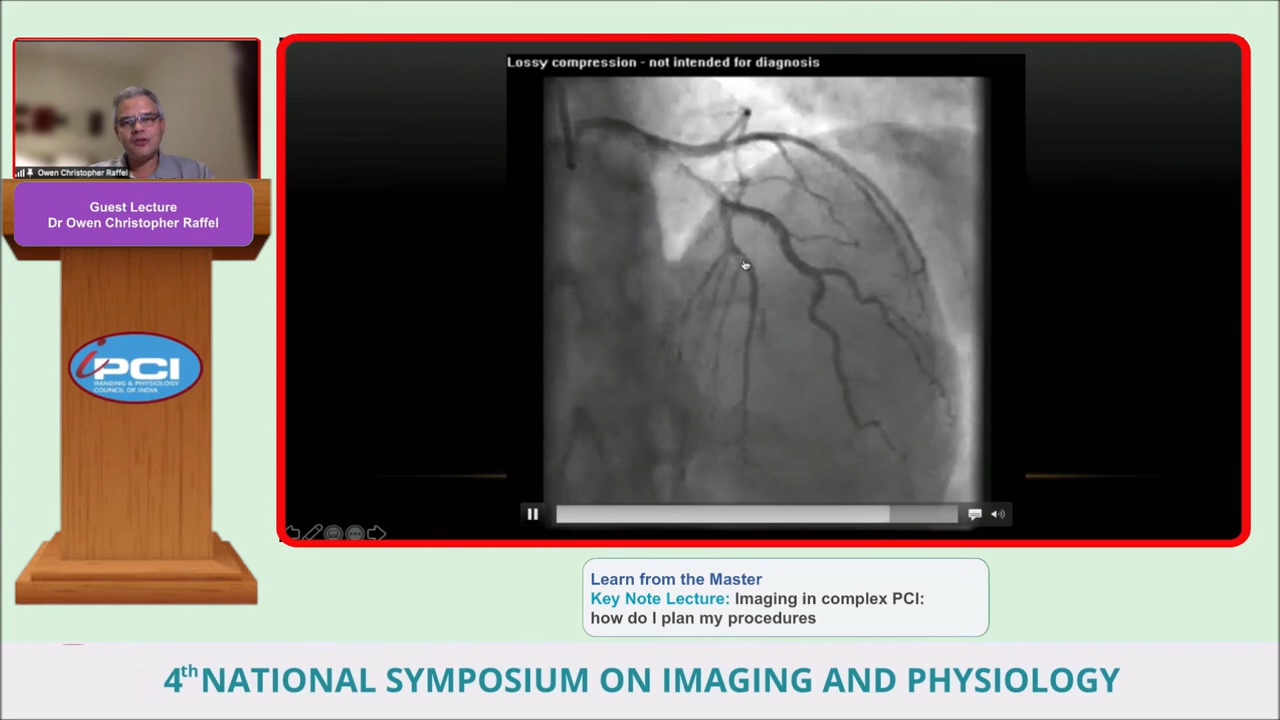 Lossy compression - not intended for diagnosis
Owen Christopher Raffel
Guest Lecture
Dr Owen Christopher Raffel
iPCI
IMAGING & PHYSIOLOGY
COUNCIL OF INDIA
Learn from the Master
Key Note Lecture: Imaging in complex PCI:
how do I plan my procedures
4th NATIONAL SYMPOSIUM ON IMAGING AND PHYSIOLOGY